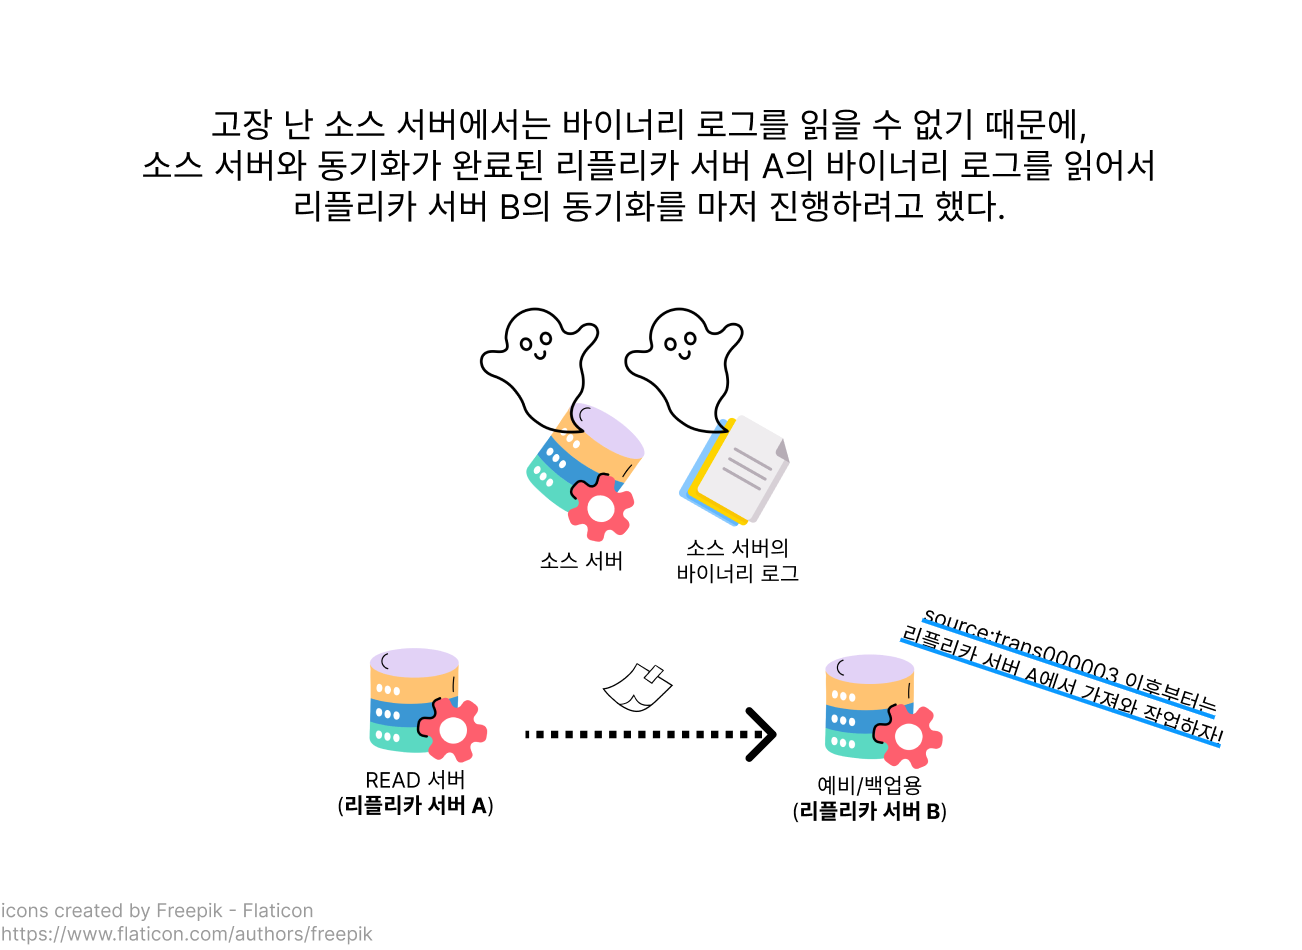 고장 난 소스 서버에서는 바이너리 로그를 읽을 수 없기 때문에,
소스 서버와 동기화가 완료된 리플리카 서버 A의 바이너리 로그를 읽어서
리플리카 서버 B의 동기화를 마저 진행하려고 했다.
소스 서버
소스 서버의
바이너리 로그
source:trans000003 이후부터는
리플리카 서버 A에서 가져와 작업하자!
READ 서버
(리플리카 서버 A)
예비/백업용
(리플리카 서버 B)
icons created by Freepik - Flaticon
https://www.flaticon.com/authors/freepik